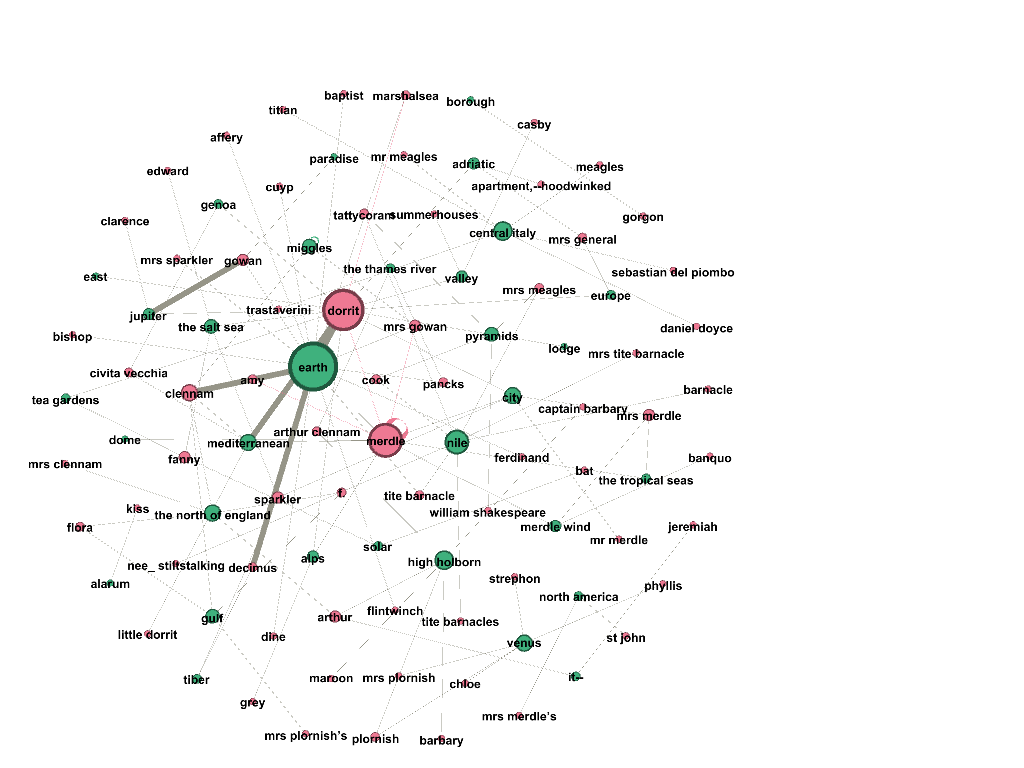 baptist
marshalsea
borough
titian
casby
affery
paradise
mr meagles
adriatic
meagles
edward
cuyp
apartment,--hoodwinked
genoa
tattycoram
summerhouses
gorgon
clarence
central italy
mrs general
miggles
mrs sparkler
gowan
the thames river
sebastian del piombo
east
valley
mrs meagles
europe
jupiter
trastaverini
dorrit
the salt sea
mrs gowan
daniel doyce
bishop
pyramids
lodge
mrs tite barnacle
earth
civita vecchia
amy
cook
pancks
barnacle
clennam
tea gardens
city
captain barbary
mrs merdle
arthur clennam
dome
mediterranean
merdle
nile
fanny
ferdinand
banquo
mrs clennam
bat
the tropical seas
sparkler
f.
tite barnacle
kiss
the north of england
william shakespeare
flora
merdle wind
jeremiah
solar
mr merdle
nee_ stiltstalking
decimus
alps
high holborn
alarum
strephon
phyllis
north america
gulf
arthur
flintwinch
tite barnacles
little dorrit
dine
venus
st john
tiber
maroon
mrs plornish
chloe
it--
grey
mrs merdle's
mrs plornish's
plornish
barbary